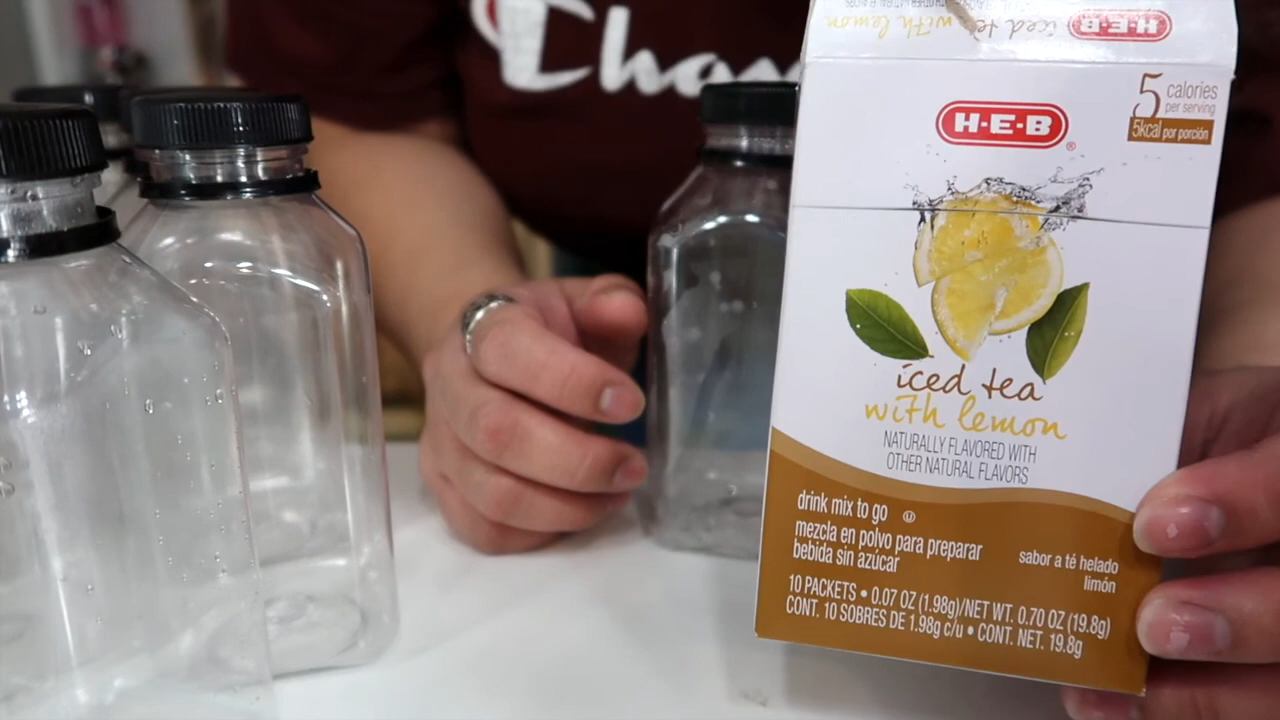 Cha
iced tea with lemon
H-E-B
5 calories
per serving
5kcal por porción
H-E-B®
iced tea
with lemon
NATURALLY FLAVORED WITH
OTHER NATURAL FLAVORS
drink mix to go Ⓤ
mezcla en polvo para preparar
bebida sin azúcar
sabor a té helado
limón
10 PACKETS • 0.07 OZ (1.98g)/NET WT. 0.70 OZ (19.8g)
CONT. 10 SOBRES DE 1.98g c/u • CONT. NET. 19.8g